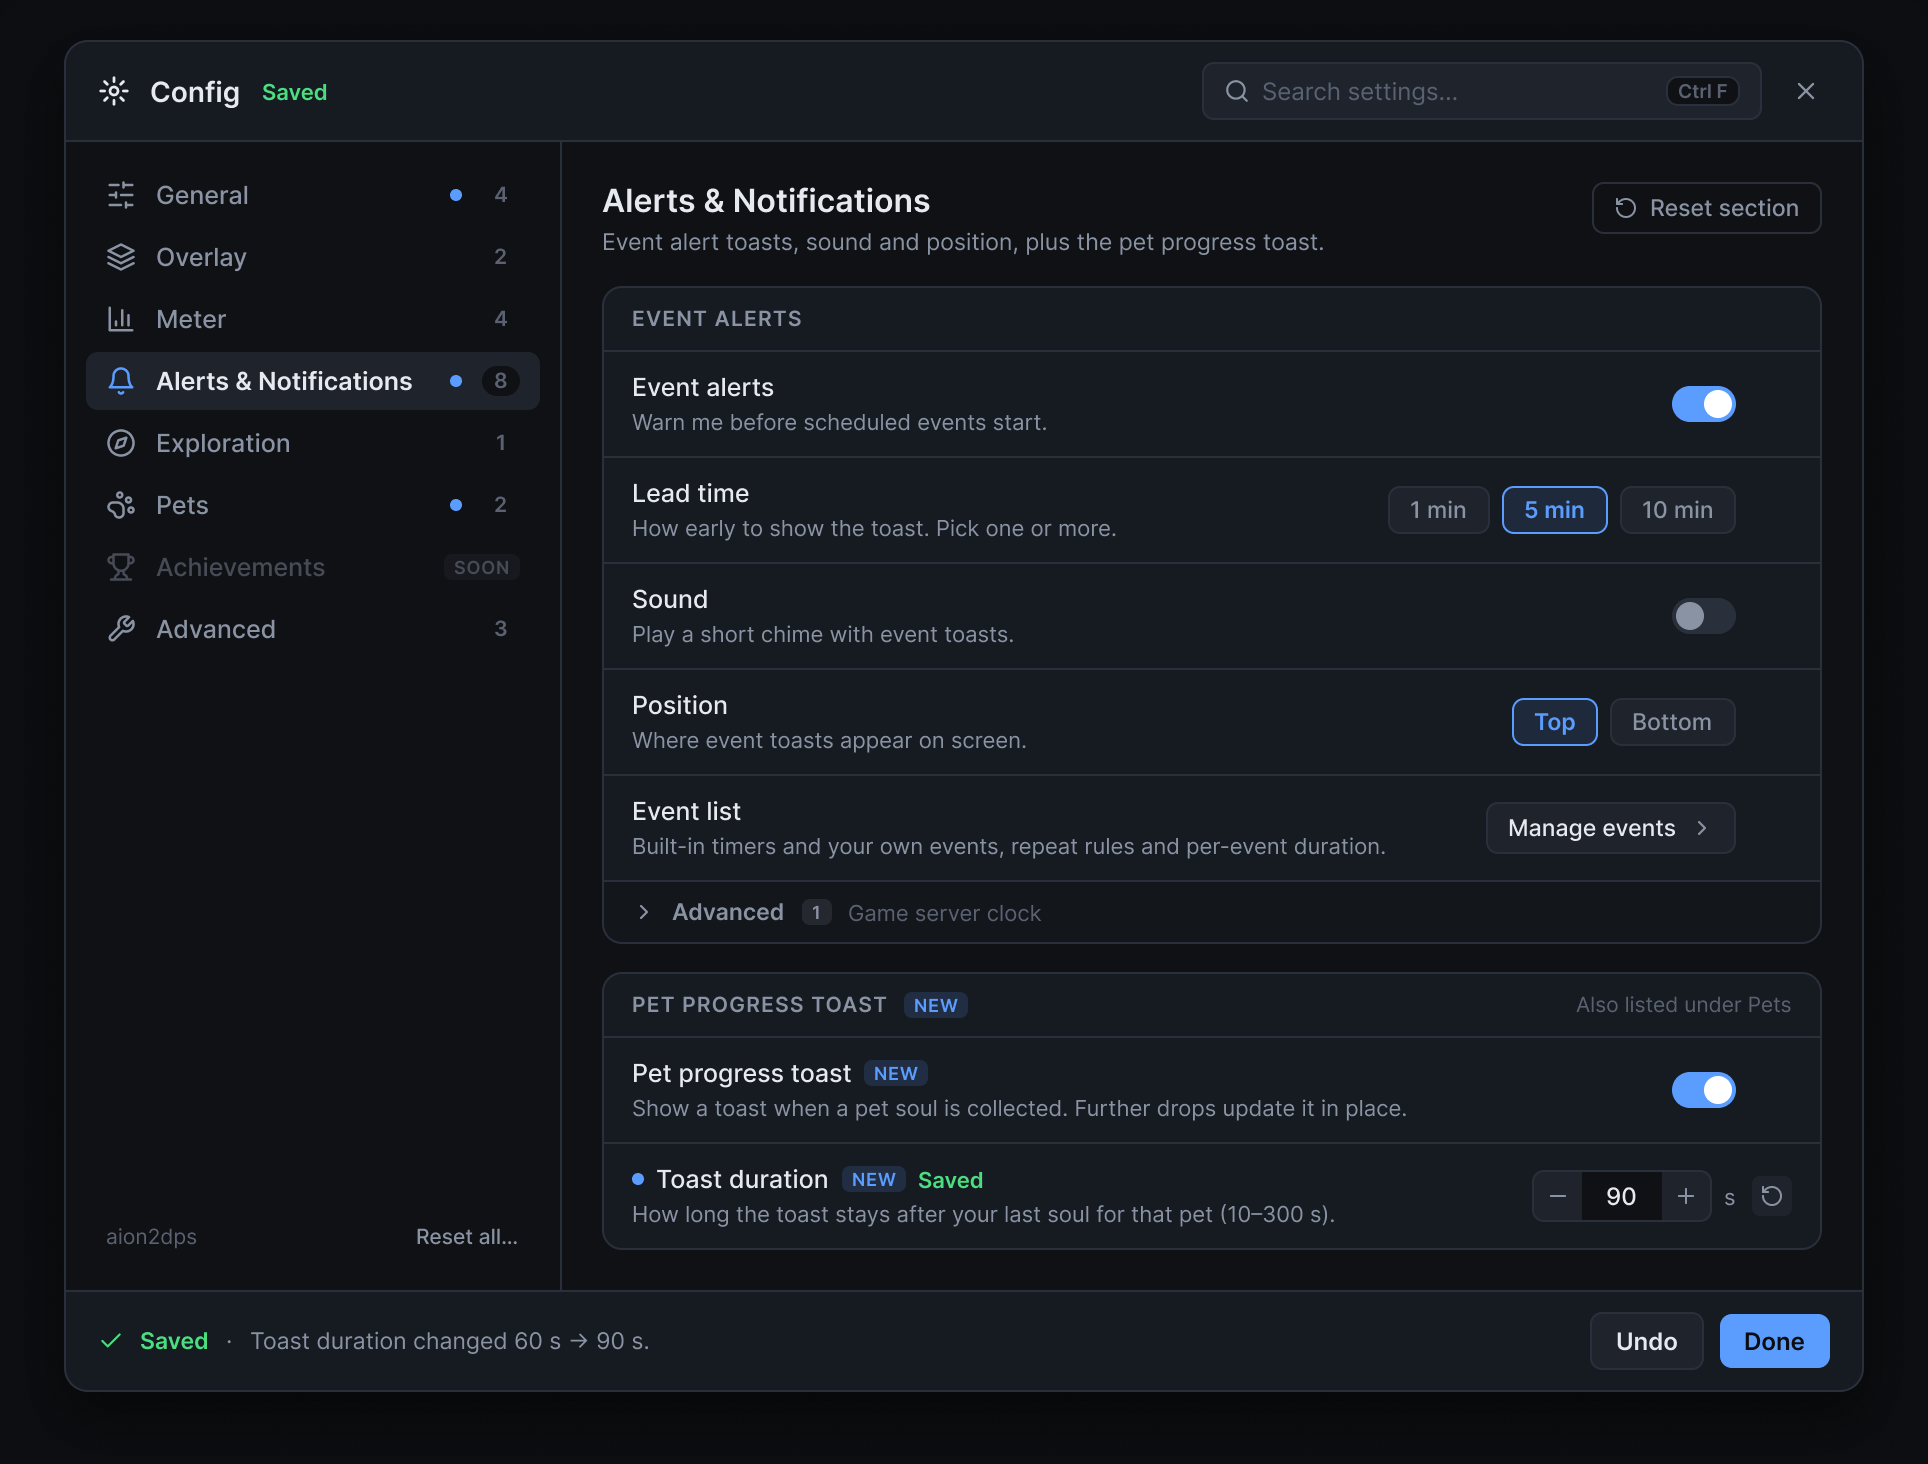 Config Saved
Search settings... Ctrl F
General 4
Overlay 2
Meter 4
Alerts & Notifications 8
Exploration 1
Pets 2
Achievements SOON
Advanced 3
aion2dps Reset all...
Alerts & Notifications
Reset section
Event alert toasts, sound and position, plus the pet progress toast.
EVENT ALERTS
Event alerts
Warn me before scheduled events start.
Lead time
How early to show the toast. Pick one or more.
1 min 5 min 10 min
Sound
Play a short chime with event toasts.
Position
Where event toasts appear on screen.
Top Bottom
Event list
Built-in timers and your own events, repeat rules and per-event duration.
Manage events
Advanced 1 Game server clock
PET PROGRESS TOAST NEW Also listed under Pets
Pet progress toast NEW
Show a toast when a pet soul is collected. Further drops update it in place.
Toast duration NEW Saved
How long the toast stays after your last soul for that pet (10–300 s).
− 90 + s
Saved · Toast duration changed 60 s → 90 s.
Undo Done